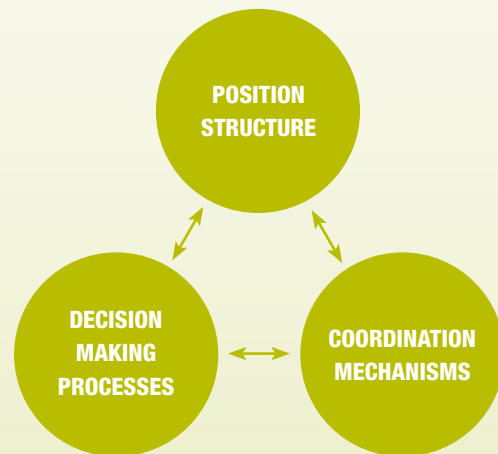 POSITION
STRUCTURE
DECISION
MAKING
PROCESSES
COORDINATION
MECHANISMS